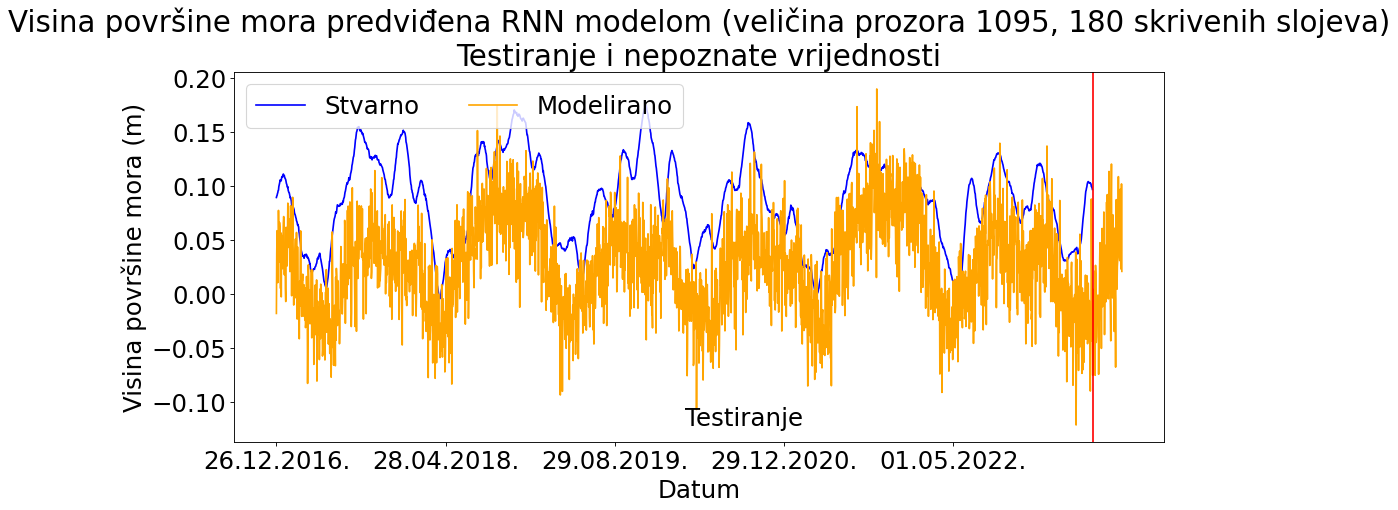 Visina površine mora predviđena RNN modelom (veličina prozora 1095, 180 skrivenih slojeva)
Testiranje i nepoznate vrijednosti
Stvarno
Modelirano
Visina površine mora (m)
0.20
0.15
0.10
0.05
0.00
−0.05
−0.10
Testiranje
26.12.2016.
28.04.2018.
29.08.2019.
29.12.2020.
01.05.2022.
Datum